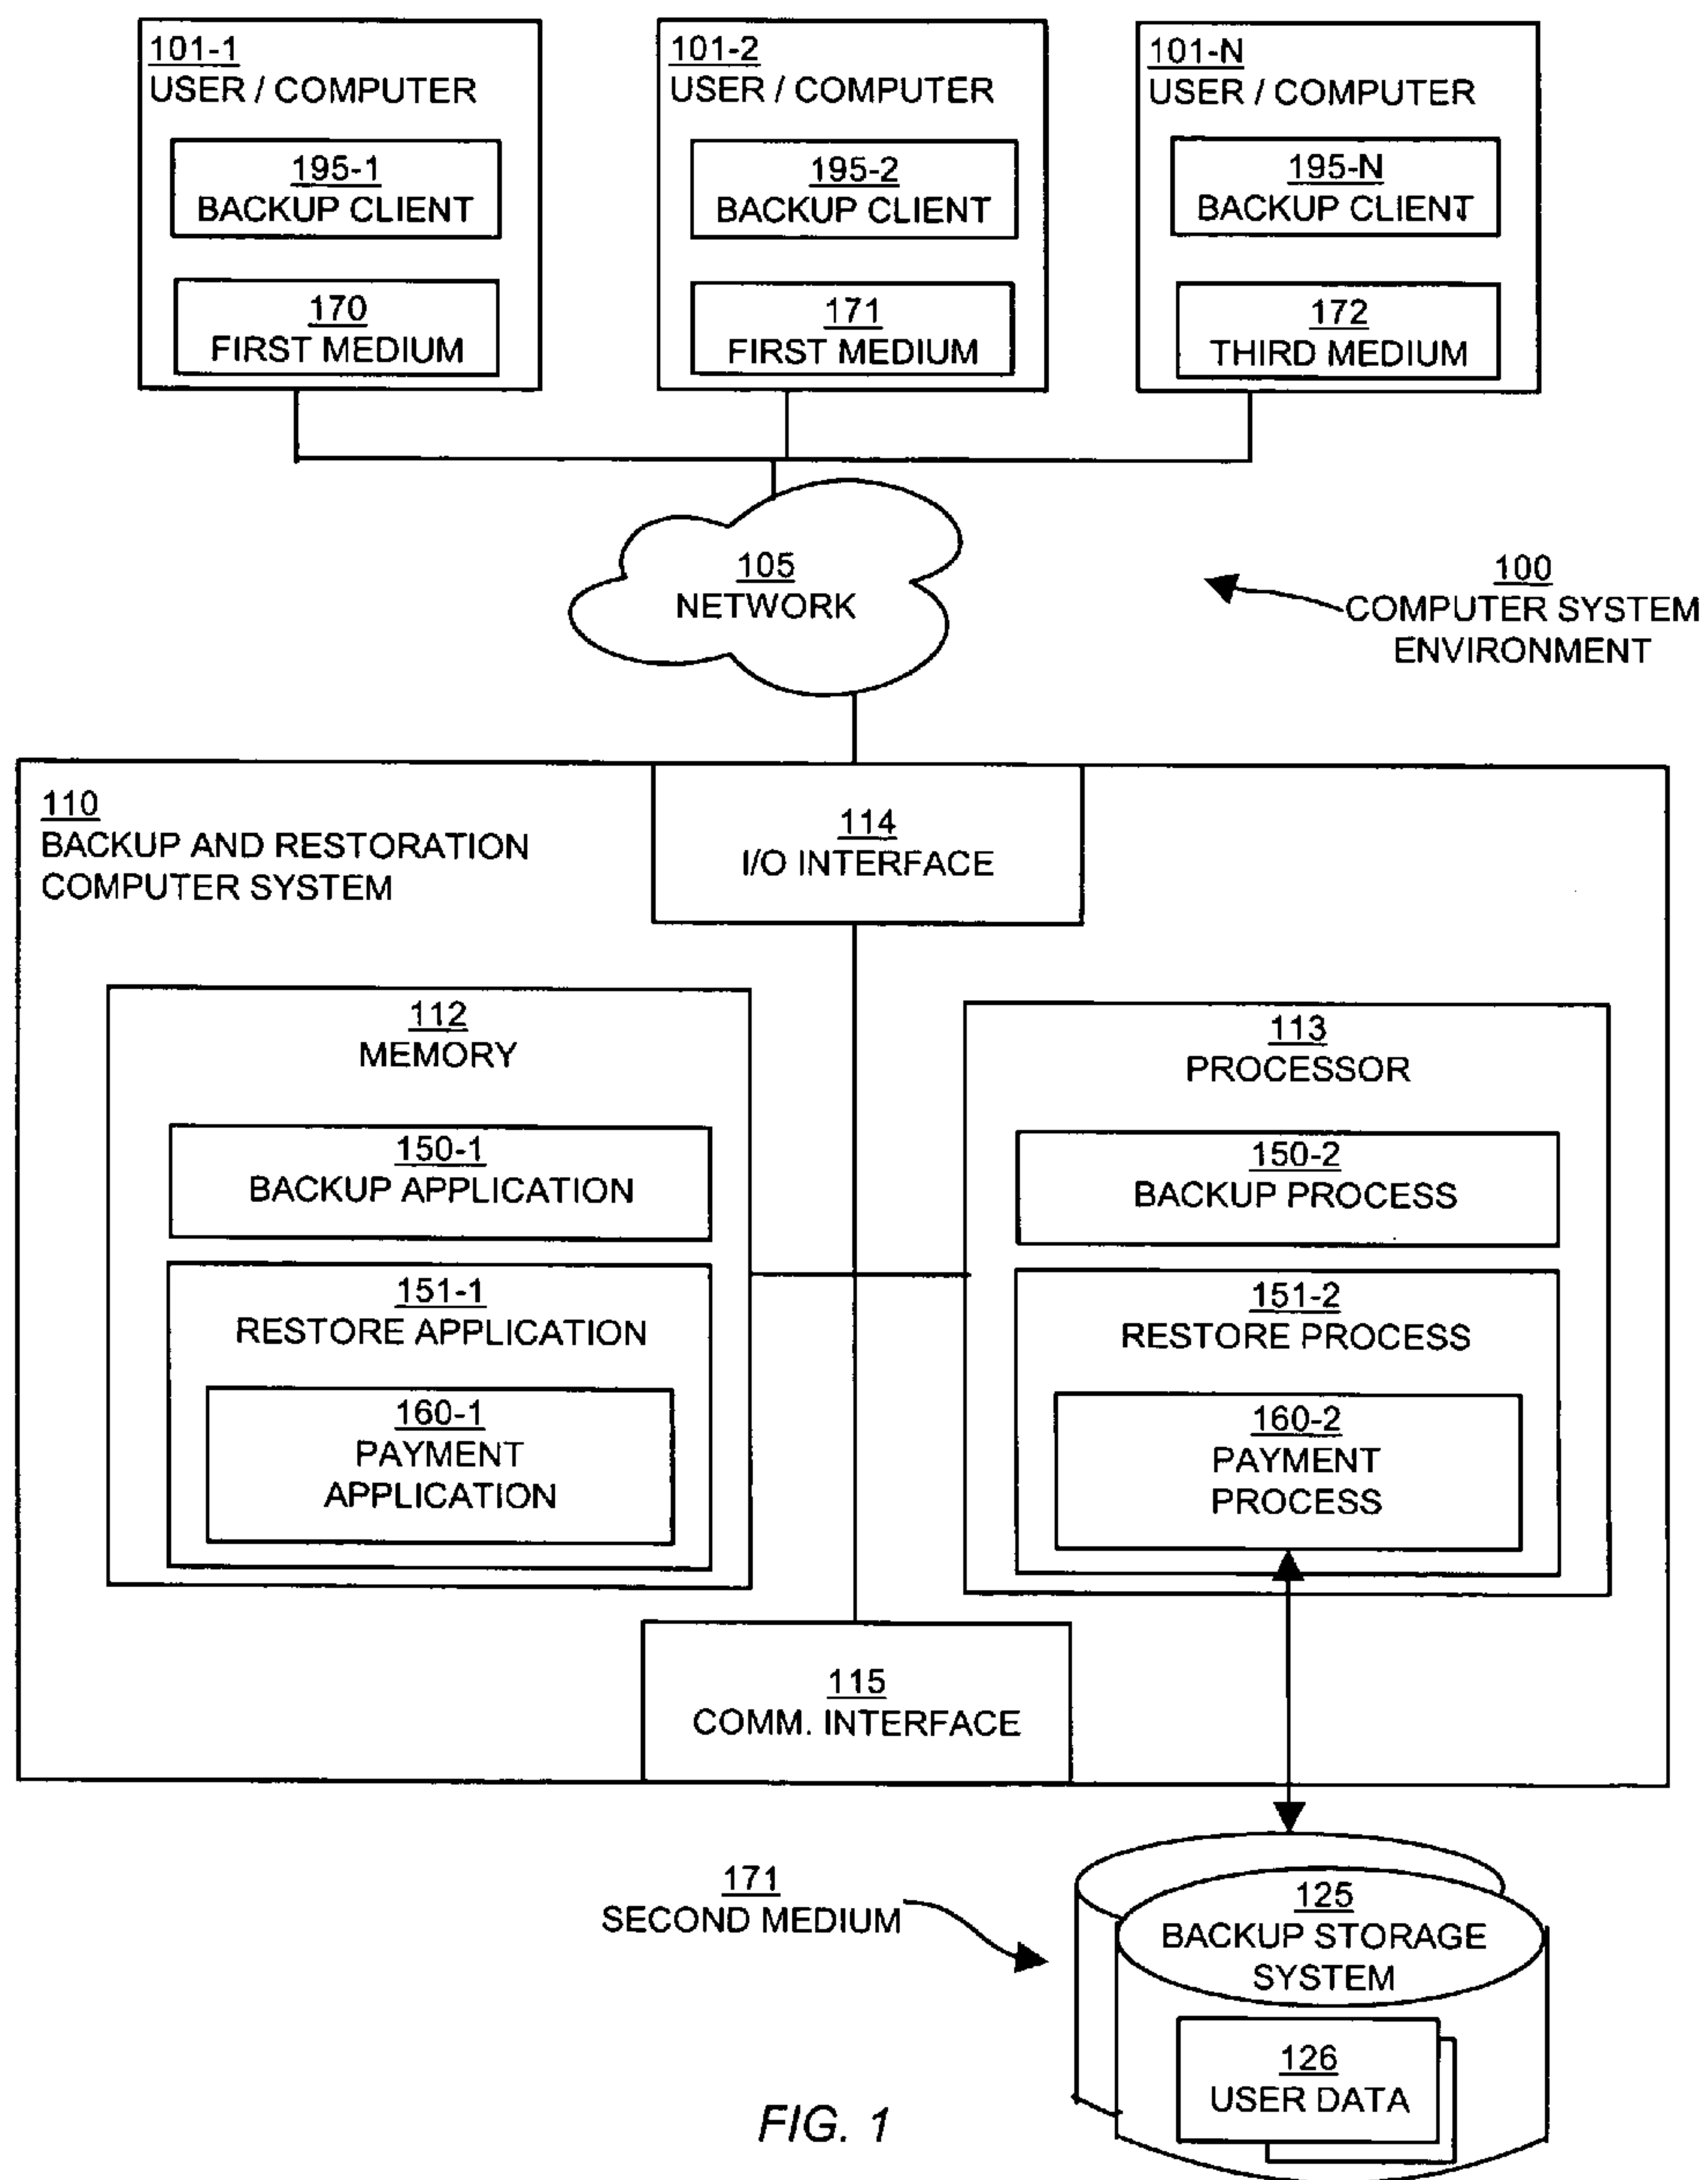 101-1
USER / COMPUTER
195-1
BACKUP CLIENT
170
FIRST MEDIUM
101-2
USER / COMPUTER
195-2
BACKUP CLIENT
171
FIRST MEDIUM
101-N
USER / COMPUTER
195-N
BACKUP CLIENT
172
THIRD MEDIUM
105
NETWORK
100
COMPUTER SYSTEM
ENVIRONMENT
110
BACKUP AND RESTORATION
COMPUTER SYSTEM
114
I/O INTERFACE
112
MEMORY
150-1
BACKUP APPLICATION
151-1
RESTORE APPLICATION
160-1
PAYMENT
APPLICATION
113
PROCESSOR
150-2
BACKUP PROCESS
151-2
RESTORE PROCESS
160-2
PAYMENT
PROCESS
115
COMM. INTERFACE
171
SECOND MEDIUM
125
BACKUP STORAGE
SYSTEM
126
USER DATA
FIG. 1